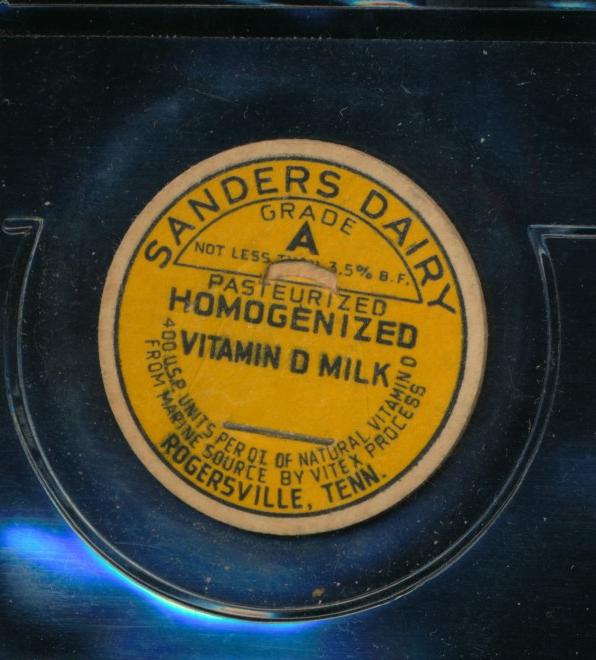 SANDERS DAIRY
GRADE
A
NOT LESS THAN 3.5% B.F.
PASTEURIZED
HOMOGENIZED
VITAMIN D MILK
400 U.S.P. UNITS PER QT. OF NATURAL VITAMIN D
FROM MARINE SOURCE BY VITEX PROCESS
ROGERSVILLE, TENN.